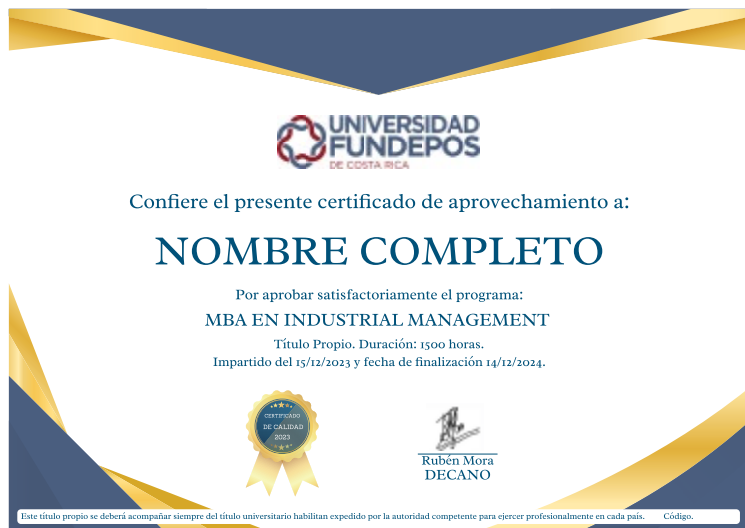 UNIVERSIDAD
FUNDEPOS
DE COSTA RICA
Confiere el presente certificado de aprovechamiento a:
NOMBRE COMPLETO
Por aprobar satisfactoriamente el programa:
MBA EN INDUSTRIAL MANAGEMENT
Título Propio. Duración: 1500 horas.
Impartido del 15/12/2023 y fecha de finalización 14/12/2024.
CERTIFICADO
DE CALIDAD
2023
Rubén Mora
DECANO
Este título propio se deberá acompañar siempre del título universitario habilitan expedido por la autoridad competente para ejercer profesionalmente en cada país. Código.